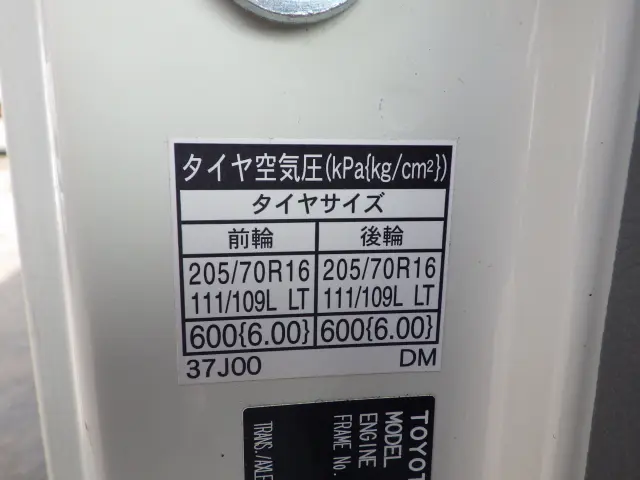 タイヤ空気圧(kPa{kg/cm²})
タイヤサイズ
前輪 後輪
205/70R16 205/70R16
111/109L LT 111/109L LT
600{6.00} 600{6.00}
37J00 DM
TOYOT
MODEL
ENGINE
FRAME No.
TRANS./AXLE